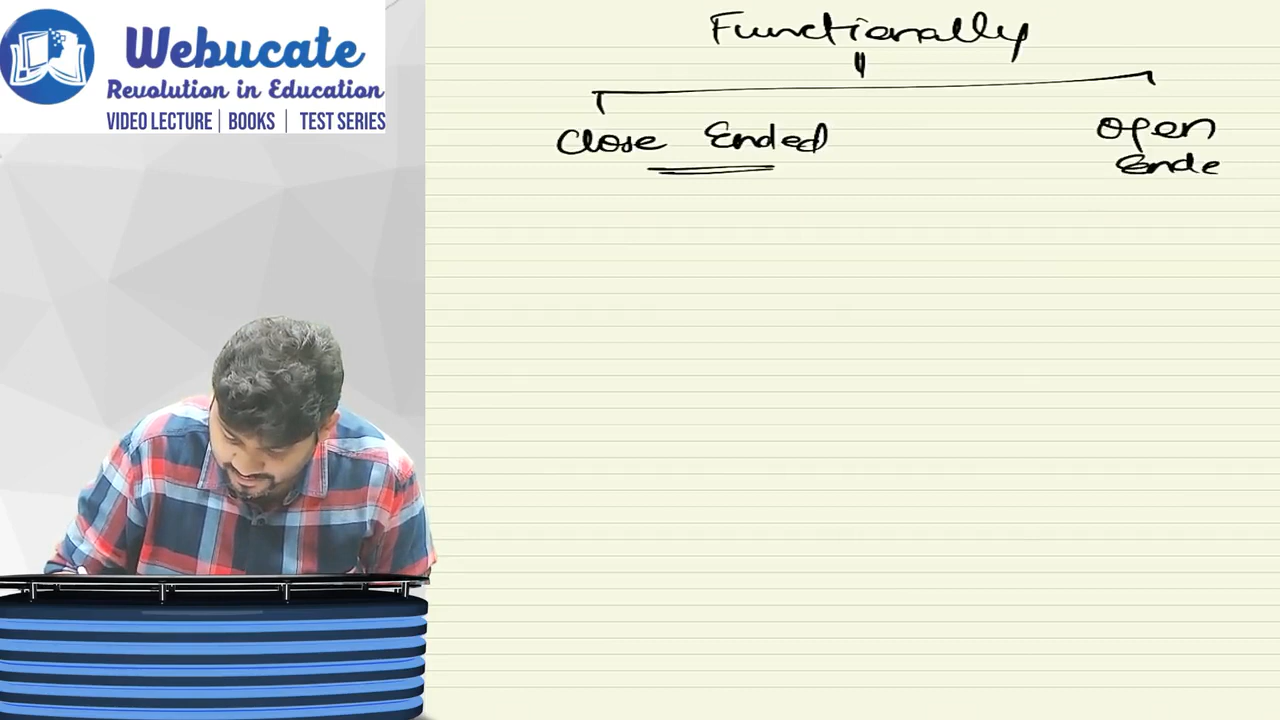 Webucate
Revolution in Education
VIDEO LECTURE | BOOKS | TEST SERIES
Functionally
Close Ended
Open
Ende